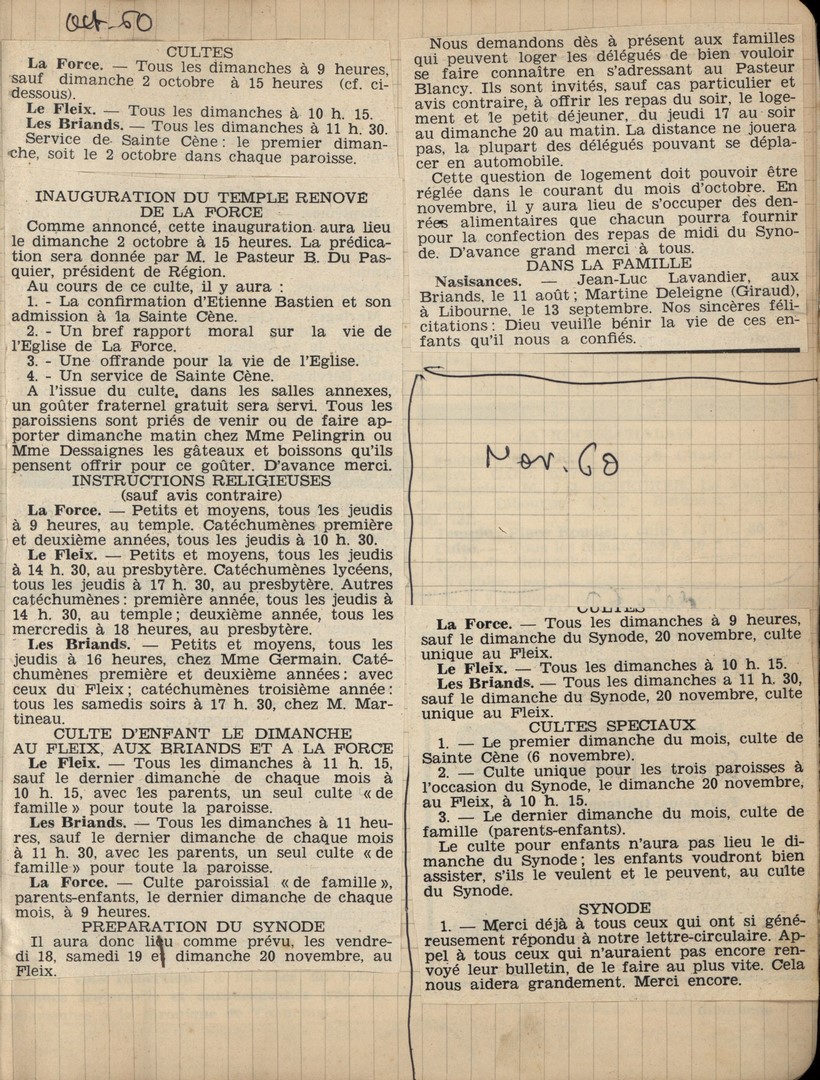 Oct-60
CULTES
La Force. — Tous les dimanches à 9 heures,
sauf dimanche 2 octobre à 15 heures (cf. ci-
dessous).
Le Fleix. — Tous les dimanches à 10 h. 15.
Les Briands. — Tous les dimanches à 11 h. 30.
Service de Sainte Cène : le premier diman-
che, soit le 2 octobre dans chaque paroisse.
INAUGURATION DU TEMPLE RENOVÉ
DE LA FORCE
Comme annoncé, cette inauguration aura lieu
le dimanche 2 octobre à 15 heures. La prédica-
tion sera donnée par M. le Pasteur B. Du Pas-
quier, président de Région.
Au cours de ce culte, il y aura :
1. - La confirmation d'Etienne Bastien et son
admission à la Sainte Cène.
2. - Un bref rapport moral sur la vie de
l'Eglise de La Force.
3. - Une offrande pour la vie de l'Eglise.
4. - Un service de Sainte Cène.
A l'issue du culte, dans les salles annexes,
un goûter fraternel gratuit sera servi. Tous les
paroissiens sont priés de venir ou de faire ap-
porter dimanche matin chez Mme Pelingrin ou
Mme Dessaignes les gâteaux et boissons qu'ils
pensent offrir pour ce goûter. D'avance merci.
INSTRUCTIONS RELIGIEUSES
(sauf avis contraire)
La Force. — Petits et moyens, tous les jeudis
à 9 heures, au temple. Catéchumènes première
et deuxième années, tous les jeudis à 10 h. 30.
Le Fleix. — Petits et moyens, tous les jeudis
à 14 h. 30, au presbytère. Catéchumènes lycéens,
tous les jeudis à 17 h. 30, au presbytère. Autres
catéchumènes : première année, tous les jeudis à
14 h. 30, au temple ; deuxième année, tous les
mercredis à 18 heures, au presbytère.
Les Briands. — Petits et moyens, tous les
jeudis à 16 heures, chez Mme Germain. Caté-
chumènes première et deuxième années : avec
ceux du Fleix ; catéchumènes troisième année :
tous les samedis soirs à 17 h. 30, chez M. Mar-
tineau.
CULTE D'ENFANT LE DIMANCHE
AU FLEIX, AUX BRIANDS ET A LA FORCE
Le Fleix. — Tous les dimanches à 11 h. 15,
sauf le dernier dimanche de chaque mois à
10 h. 15, avec les parents, un seul culte « de
famille » pour toute la paroisse.
Les Briands. — Tous les dimanches à 11 heu-
res, sauf le dernier dimanche de chaque mois
à 11 h. 30, avec les parents, un seul culte « de
famille » pour toute la paroisse.
La Force. — Culte paroissial « de famille »,
parents-enfants, le dernier dimanche de chaque
mois, à 9 heures.
PREPARATION DU SYNODE
Il aura donc lieu comme prévu, les vendre-
di 18, samedi 19 et dimanche 20 novembre, au
Fleix.
Nous demandons dès à présent aux familles
qui peuvent loger les délégués de bien vouloir
se faire connaître en s'adressant au Pasteur
Blancy. Ils sont invités, sauf cas particulier et
avis contraire, à offrir les repas du soir, le loge-
ment et le petit déjeuner, du jeudi 17 au soir
au dimanche 20 au matin. La distance ne jouera
pas, la plupart des délégués pouvant se dépla-
cer en automobile.
Cette question de logement doit pouvoir être
réglée dans le courant du mois d'octobre. En
novembre, il y aura lieu de s'occuper des den-
rées alimentaires que chacun pourra fournir
pour la confection des repas de midi du Syno-
de. D'avance grand merci à tous.
DANS LA FAMILLE
Nasisances. — Jean-Luc Lavandier, aux
Briands, le 11 août ; Martine Deleigne (Giraud),
à Libourne, le 13 septembre. Nos sincères féli-
citations : Dieu veuille bénir la vie de ces en-
fants qu'il nous a confiés.
Nov. 60
CULTES
La Force. — Tous les dimanches à 9 heures,
sauf le dimanche du Synode, 20 novembre, culte
unique au Fleix.
Le Fleix. — Tous les dimanches à 10 h. 15.
Les Briands. — Tous les dimanches a 11 h. 30,
sauf le dimanche du Synode, 20 novembre, culte
unique au Fleix.
CULTES SPECIAUX
1. — Le premier dimanche du mois, culte de
Sainte Cène (6 novembre).
2. — Culte unique pour les trois paroisses à
l'occasion du Synode, le dimanche 20 novembre,
au Fleix, à 10 h. 15.
3. — Le dernier dimanche du mois, culte de
famille (parents-enfants).
Le culte pour enfants n'aura pas lieu le di-
manche du Synode ; les enfants voudront bien
assister, s'ils le veulent et le peuvent, au culte
du Synode.
SYNODE
1. — Merci déjà à tous ceux qui ont si géné-
reusement répondu à notre lettre-circulaire. Ap-
pel à tous ceux qui n'auraient pas encore ren-
voyé leur bulletin, de le faire au plus vite. Cela
nous aidera grandement. Merci encore.